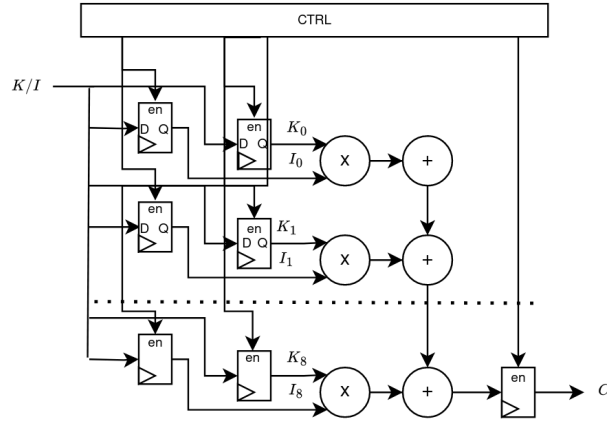 CTRL
K/I
en
D Q
en
D Q
K₀
I₀
X
+
en
D Q
en
D Q
K₁
I₁
X
+
en
en
K₈
I₈
X
+
en